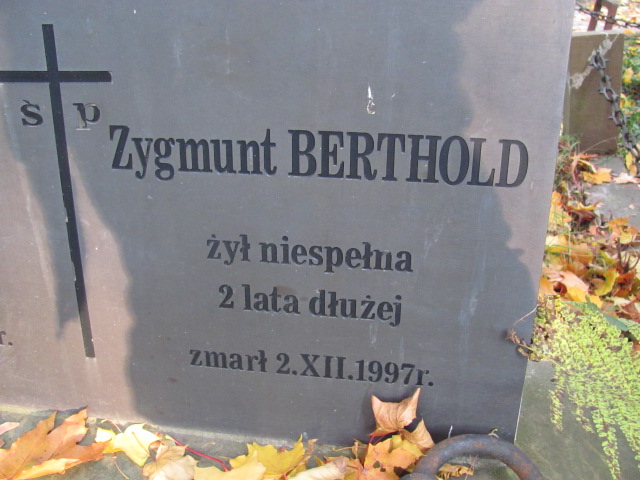 ś p
Zygmunt BERTHOLD
żył niespełna
2 lata dłużej
r.
zmarł 2.XII.1997r.